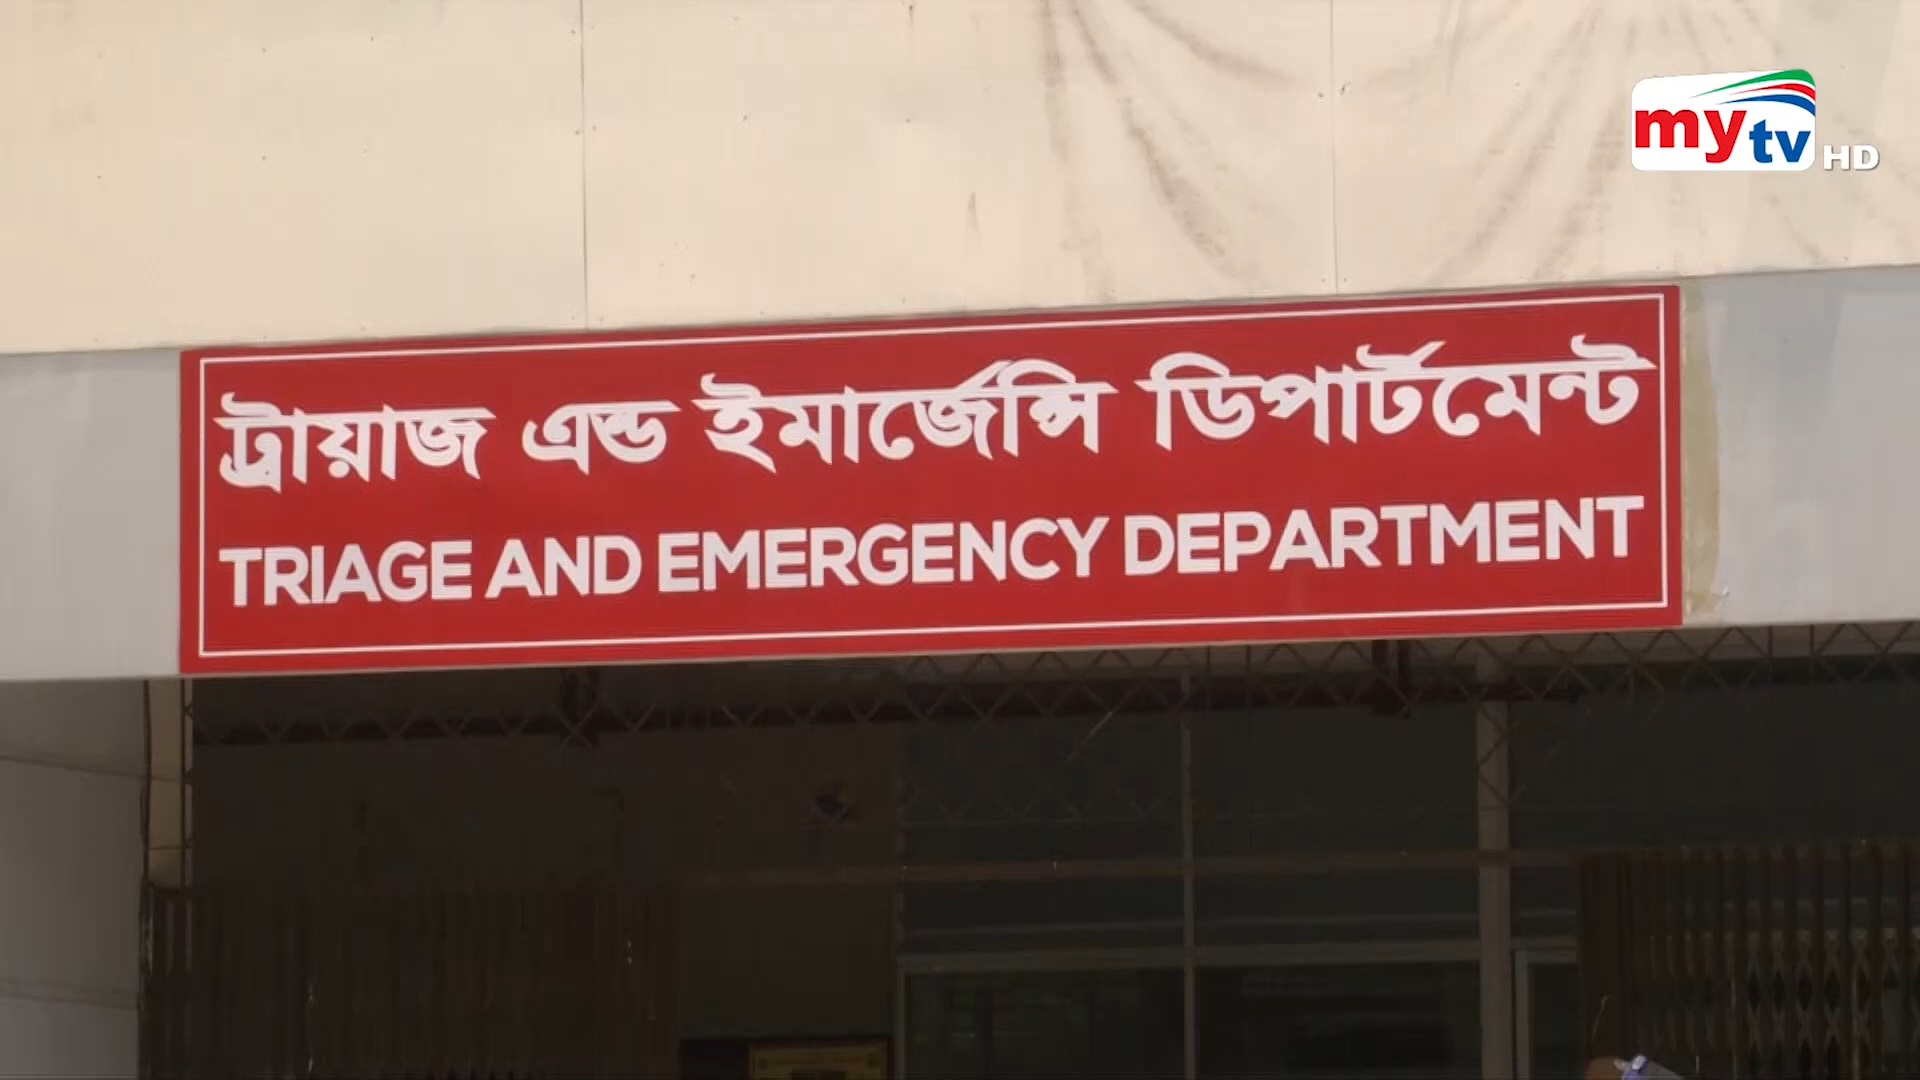 mytv HD
ট্রায়াজ এন্ড ইমার্জেন্সি ডিপার্টমেন্ট
TRIAGE AND EMERGENCY DEPARTMENT